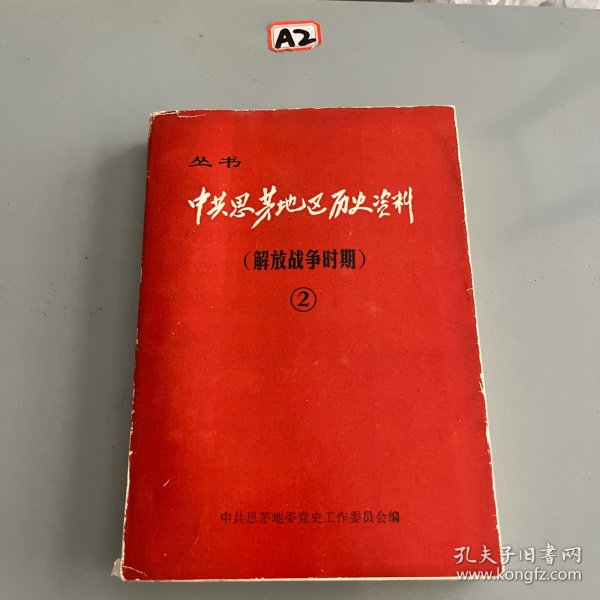 A2
丛书
中共思茅地区历史资料
（解放战争时期）
②
中共思茅地委党史工作委员会编
孔夫子旧书网
www.kongfz.com